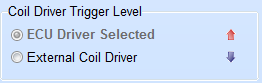 Coil Driver Trigger Level
ECU Driver Selected
External Coil Driver